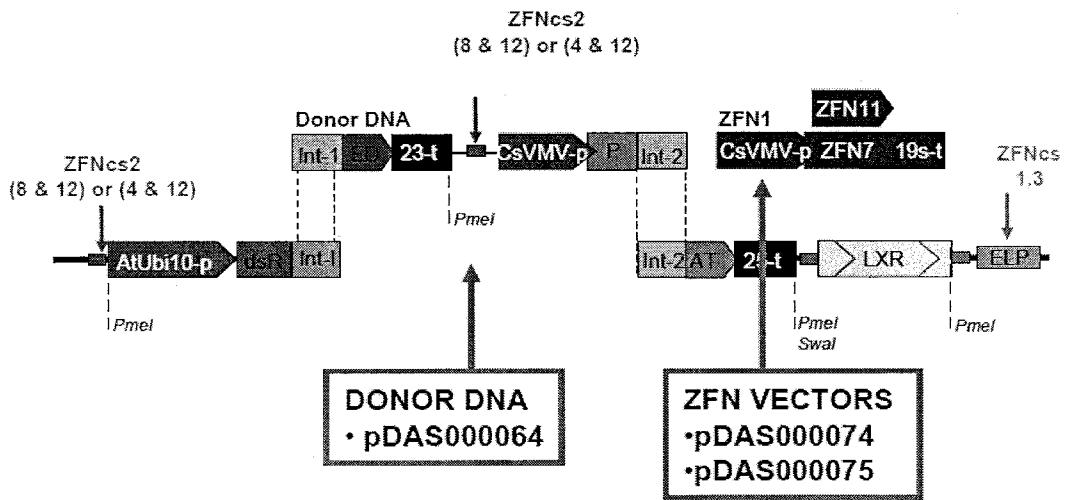 ZFNcs2
(8 & 12) or (4 & 12)
ZFN11
Donor DNA
ZFN1
Int-1
23-t
CsVMV-p
P
Int-2
CsVMV-p ZFN7 19s-t
ZFNcs2
(8 & 12) or (4 & 12)
ZFNcs
1.3
PmeI
AtUbi10-p
dsR
Int-I
Int-2
AT
25-t
LXR
ELP
PmeI
PmeI
SwaI
PmeI
DONOR DNA
• pDAS000064
ZFN VECTORS
•pDAS000074
•pDAS000075